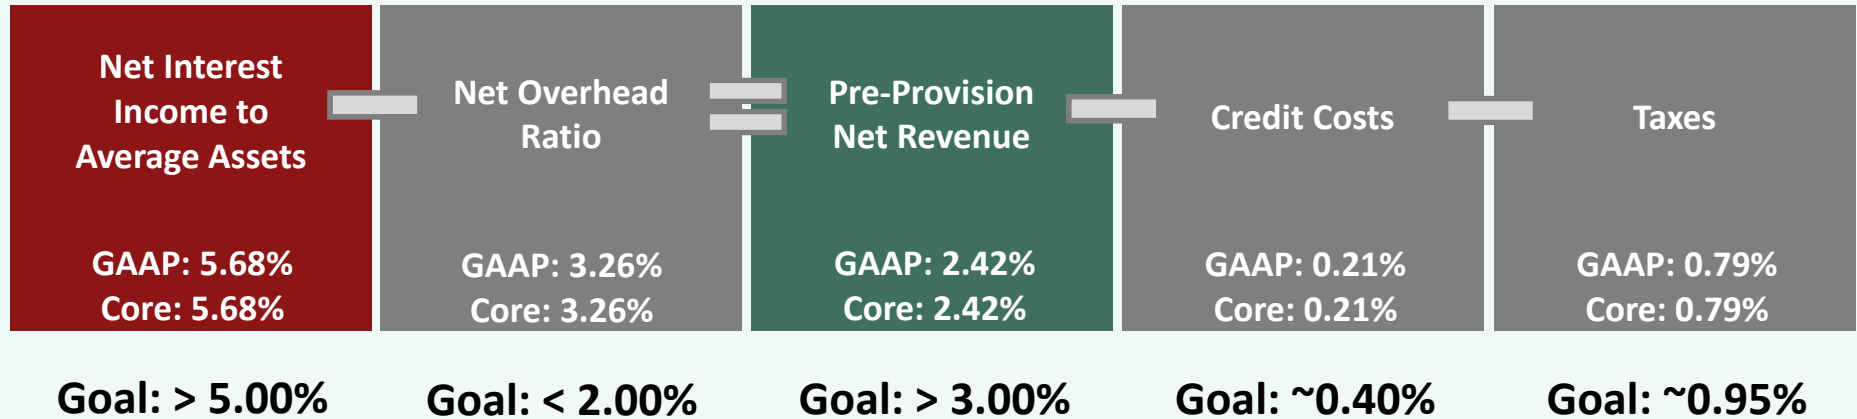 Net Interest
Income to
Average Assets
GAAP: 5.68%
Core: 5.68%
Goal: > 5.00%
Net Overhead
Ratio
GAAP: 3.26%
Core: 3.26%
Goal: < 2.00%
Pre-Provision
Net Revenue
GAAP: 2.42%
Core: 2.42%
Goal: > 3.00%
Credit Costs
GAAP: 0.21%
Core: 0.21%
Goal: ~0.40%
Taxes
GAAP: 0.79%
Core: 0.79%
Goal: ~0.95%